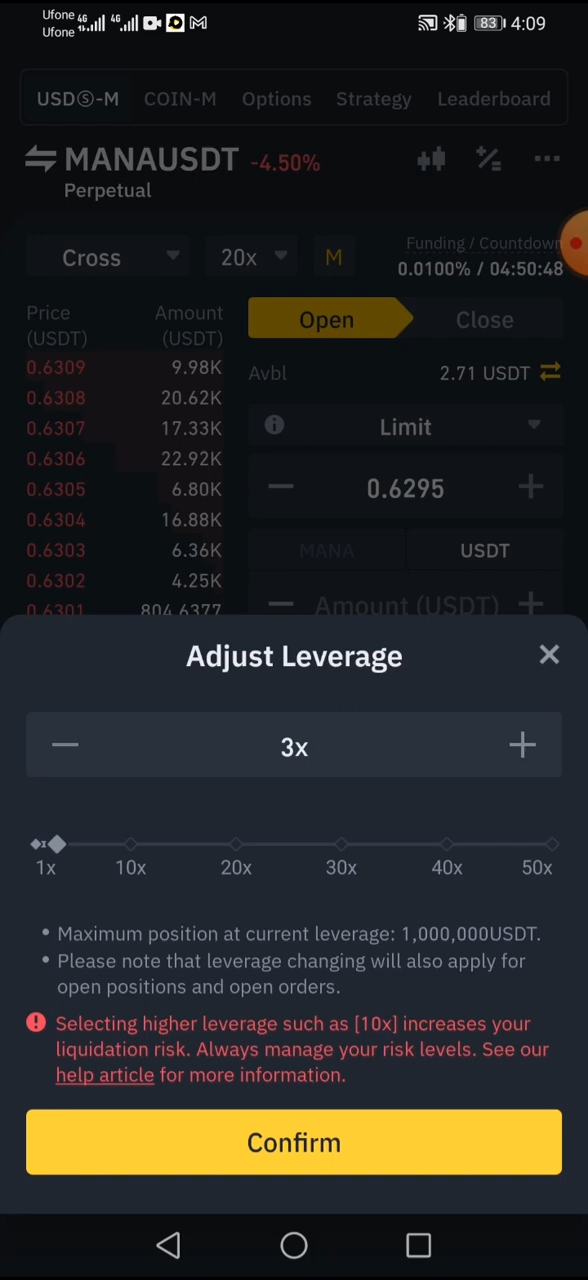 Ufone 4G 4G 83 4:09
Ufone
USDⓈ-M COIN-M Options Strategy Leaderboard
MANAUSDT -4.50%
Perpetual
Cross 20x M Funding / Countdown
0.0100% / 04:50:48
Price Amount
(USDT) (USDT)
Open Close
0.6309 9.98K
0.6308 20.62K
0.6307 17.33K
0.6306 22.92K
0.6305 6.80K
0.6304 16.88K
0.6303 6.36K
0.6302 4.25K
0.6301 804.6377
Avbl 2.71 USDT
Limit
0.6295
MANA USDT
Amount (USDT)
Adjust Leverage
3x
1x 10x 20x 30x 40x 50x
• Maximum position at current leverage: 1,000,000USDT.
• Please note that leverage changing will also apply for
open positions and open orders.
Selecting higher leverage such as [10x] increases your
liquidation risk. Always manage your risk levels. See our
help article for more information.
Confirm